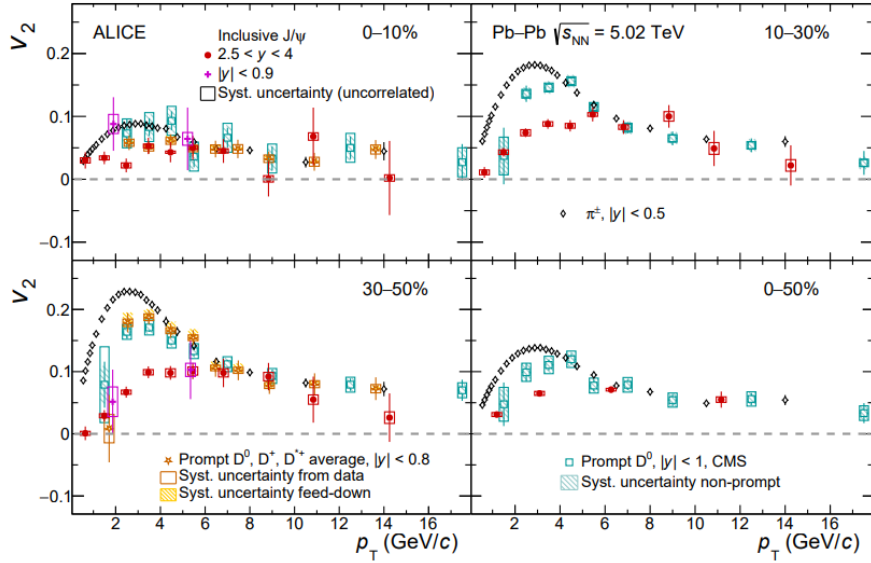 v₂
0.2
0.1
0
−0.1
ALICE
Inclusive J/ψ
0−10%
2.5 < y < 4
|y| < 0.9
Syst. uncertainty (uncorrelated)
Pb−Pb √s_NN = 5.02 TeV
10−30%
π±, |y| < 0.5
v₂
0.2
0.1
0
−0.1
30−50%
Prompt D⁰, D⁺, D*⁺ average, |y| < 0.8
Syst. uncertainty from data
Syst. uncertainty feed-down
0−50%
Prompt D⁰, |y| < 1, CMS
Syst. uncertainty non-prompt
2 4 6 8 10 12 14 16
p_T (GeV/c)
2 4 6 8 10 12 14 16
p_T (GeV/c)